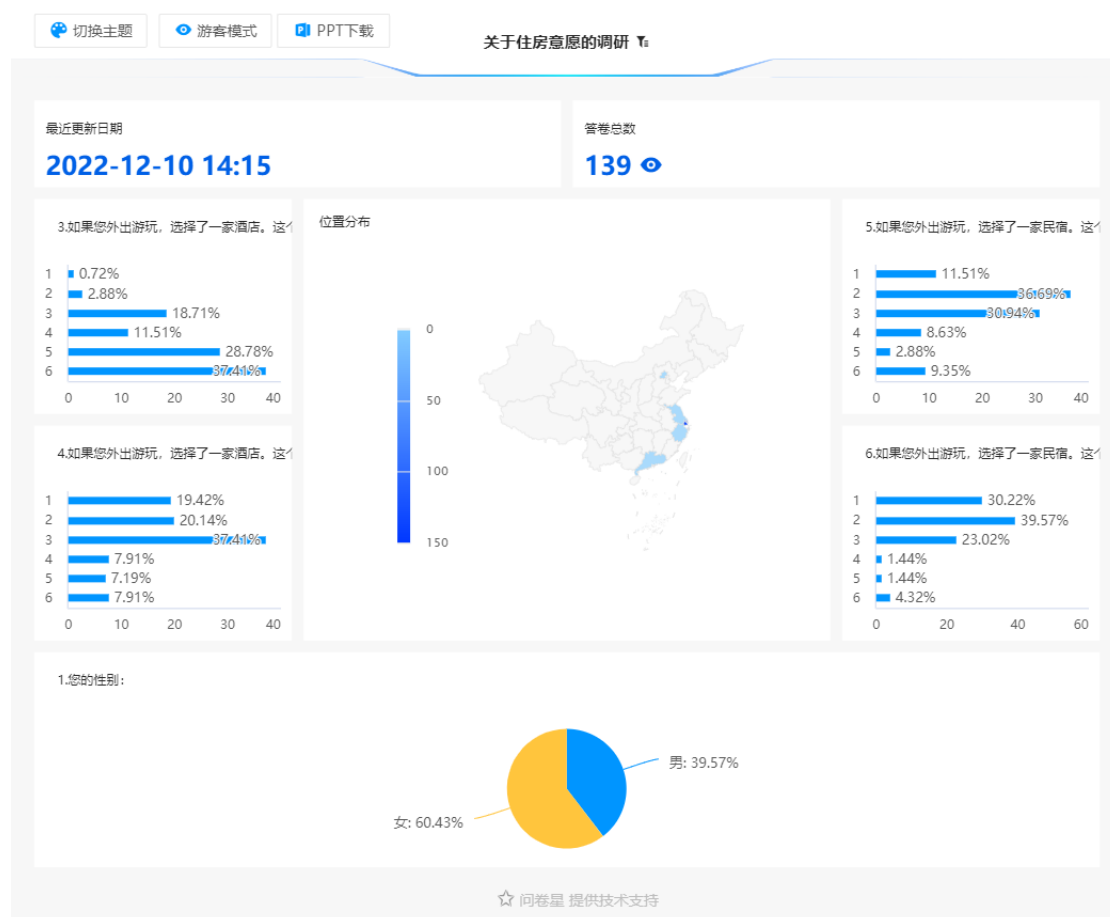 切换主题
游客模式
PPT下载
关于住房意愿的调研
最近更新日期
2022-12-10 14:15
答卷总数
139
3.如果您外出游玩，选择了一家酒店。这个
1 0.72%
2 2.88%
3 18.71%
4 11.51%
5 28.78%
6 37.41%
0 10 20 30 40
4.如果您外出游玩，选择了一家酒店。这个
1 19.42%
2 20.14%
3 37.41%
4 7.91%
5 7.19%
6 7.91%
0 10 20 30 40
位置分布
0
50
100
150
5.如果您外出游玩，选择了一家民宿。这个
1 11.51%
2 36.69%
3 30.94%
4 8.63%
5 2.88%
6 9.35%
0 10 20 30 40
6.如果您外出游玩，选择了一家民宿。这个
1 30.22%
2 39.57%
3 23.02%
4 1.44%
5 1.44%
6 4.32%
0 20 40 60
1.您的性别：
男: 39.57%
女: 60.43%
问卷星 提供技术支持